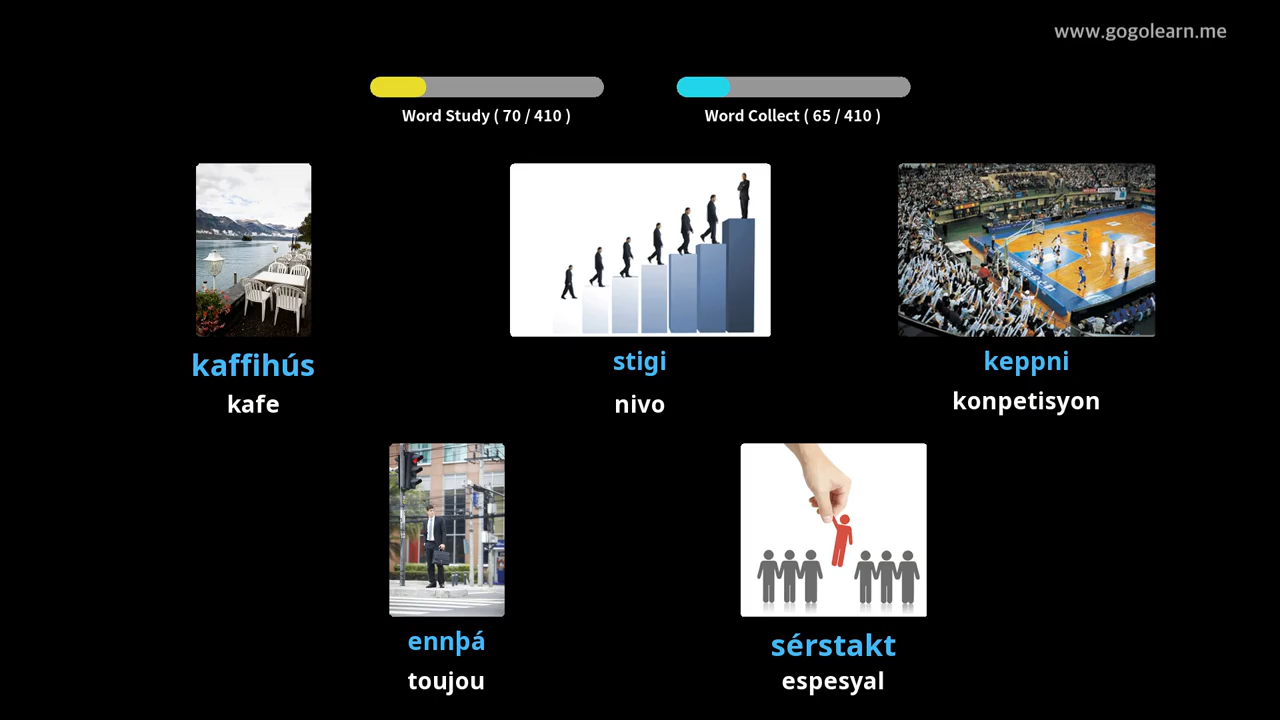 www.gogolearn.me
Word Study ( 70 / 410 )
Word Collect ( 65 / 410 )
kaffihús
kafe
stigi
nivo
keppni
konpetisyon
ennþá
toujou
sérstakt
espesyal